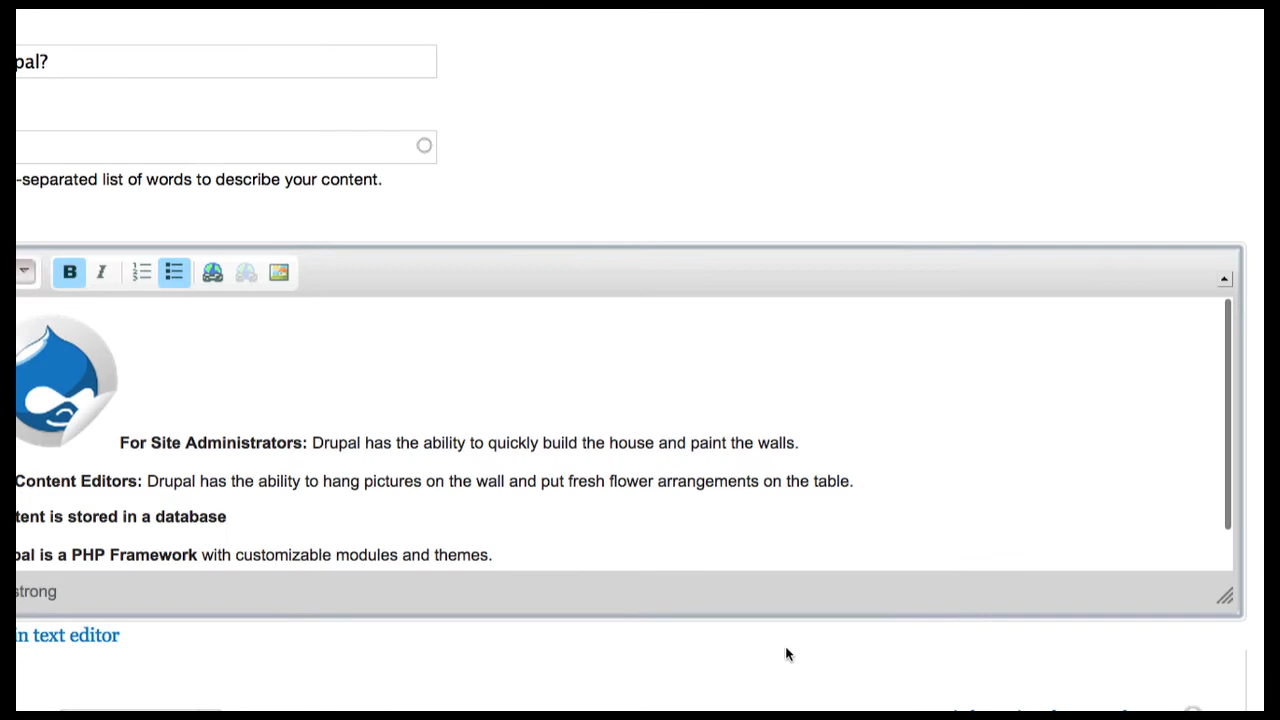 pal?
-separated list of words to describe your content.
B I
For Site Administrators: Drupal has the ability to quickly build the house and paint the walls.
Content Editors: Drupal has the ability to hang pictures on the wall and put fresh flower arrangements on the table.
tent is stored in a database
pal is a PHP Framework with customizable modules and themes.
strong
in text editor